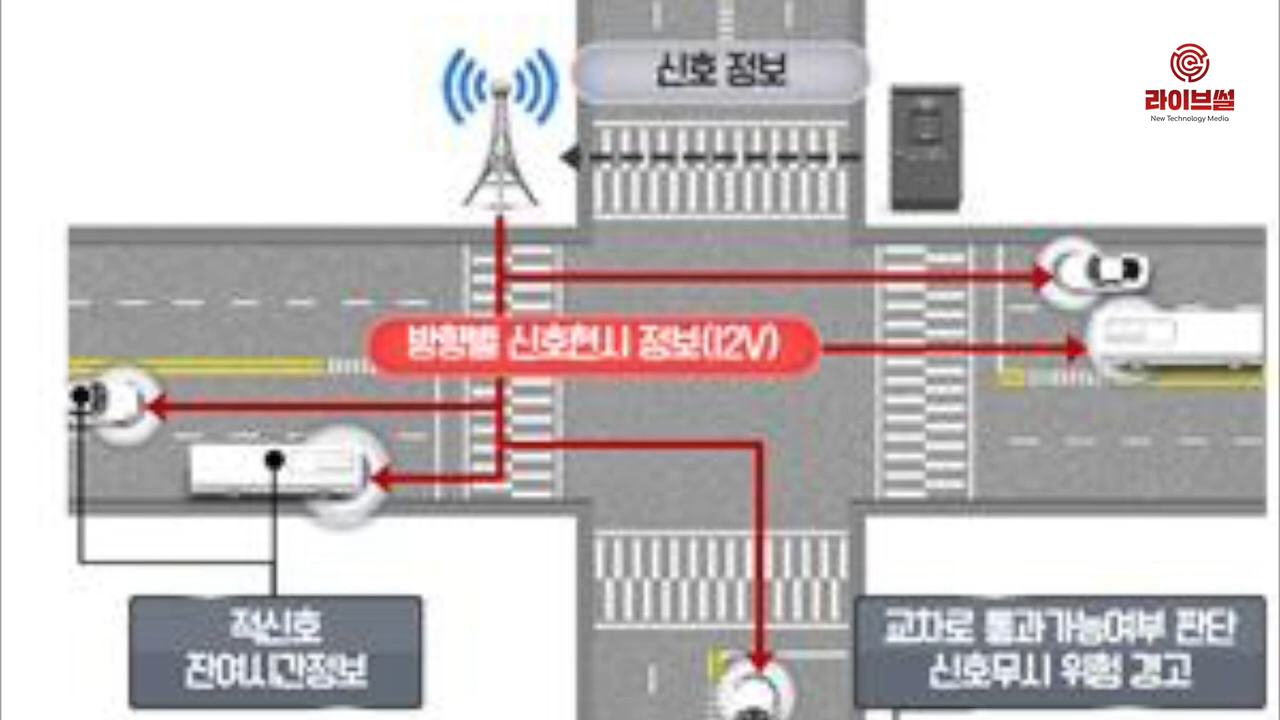 신호 정보
라이브썰
New Technology Media
방향별 신호현시 정보(I2V)
적신호
잔여시간정보
교차로 통과가능여부 판단
신호무시 위험 경고